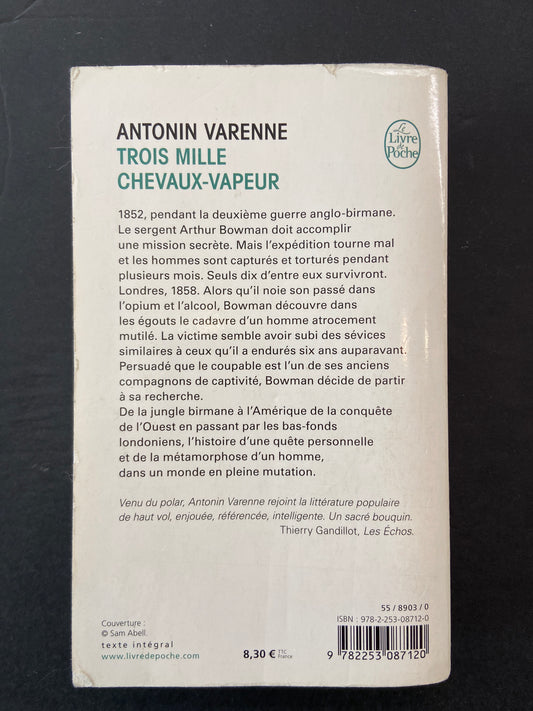 ANTONIN VARENNE
TROIS MILLE
CHEVAUX-VAPEUR
Le
Livre
de
Poche
1852, pendant la deuxième guerre anglo-birmane.
Le sergent Arthur Bowman doit accomplir
une mission secrète. Mais l'expédition tourne mal
et les hommes sont capturés et torturés pendant
plusieurs mois. Seuls dix d'entre eux survivront.
Londres, 1858. Alors qu'il noie son passé dans
l'opium et l'alcool, Bowman découvre dans
les égouts le cadavre d'un homme atrocement
mutilé. La victime semble avoir subi des sévices
similaires à ceux qu'il a endurés six ans auparavant.
Persuadé que le coupable est l'un de ses anciens
compagnons de captivité, Bowman décide de partir
à sa recherche.
De la jungle birmane à l'Amérique de la conquête
de l'Ouest en passant par les bas-fonds
londoniens, l'histoire d'une quête personnelle
et de la métamorphose d'un homme,
dans un monde en pleine mutation.
Venu du polar, Antonin Varenne rejoint la littérature populaire
de haut vol, enjouée, référencée, intelligente. Un sacré bouquin.
Thierry Gandillot, Les Échos.
55 / 8903 / 0
ISBN : 978-2-253-08712-0
Couverture :
© Sam Abell.
texte intégral
www.livredepoche.com
8,30 € TTC
France
9 782253 087120